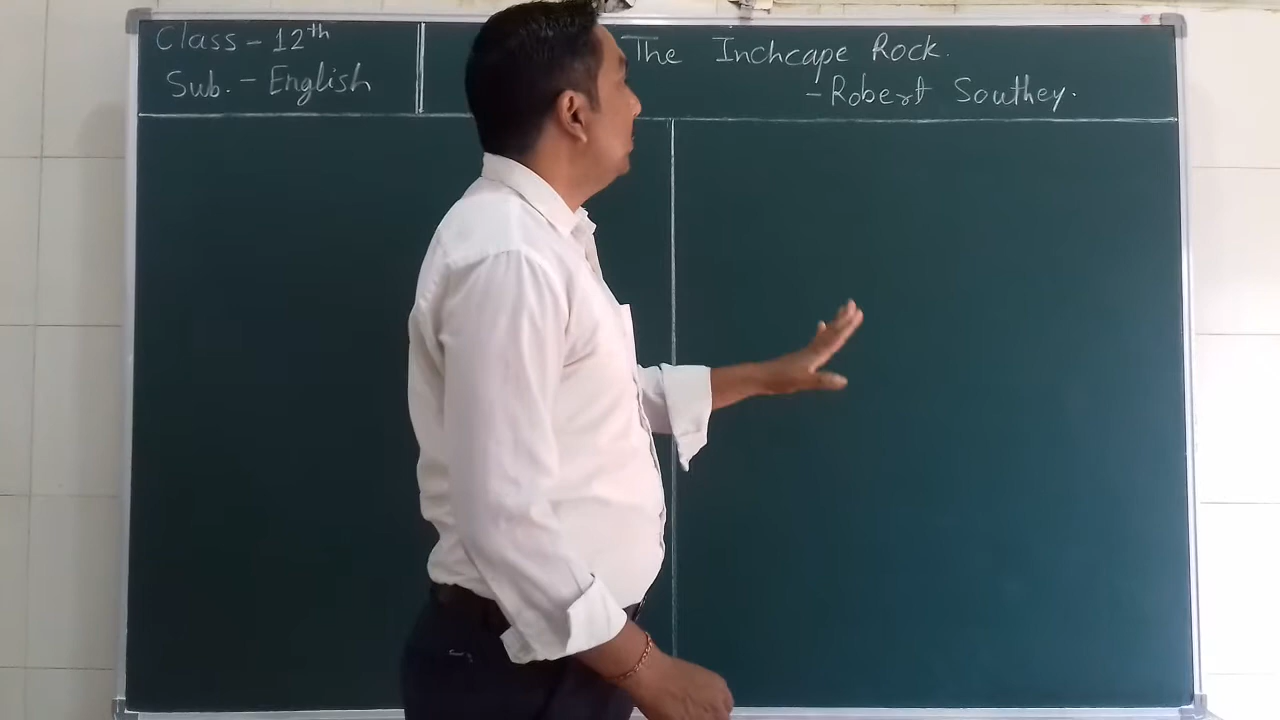 Class - 12th
Sub. - English
The Inchcape Rock.
- Robert Southey.